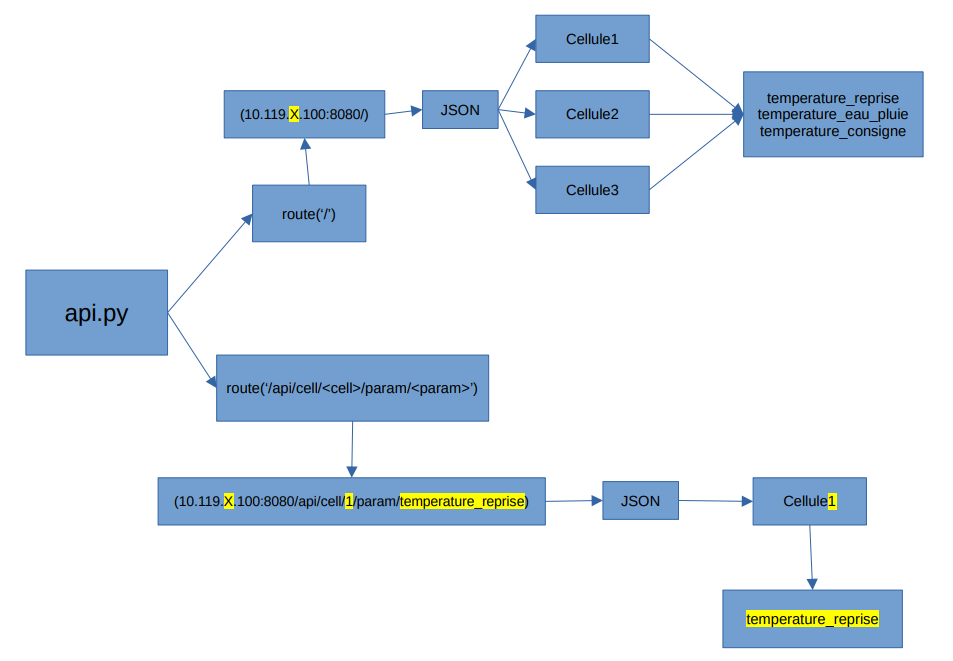 Cellule1
(10.119.X.100:8080/)
JSON
Cellule2
temperature_reprise
temperature_eau_pluie
temperature_consigne
Cellule3
route(‘/’)
api.py
route(‘/api/cell/<cell>/param/<param>’)
(10.119.X.100:8080/api/cell/1/param/temperature_reprise)
JSON
Cellule1
temperature_reprise